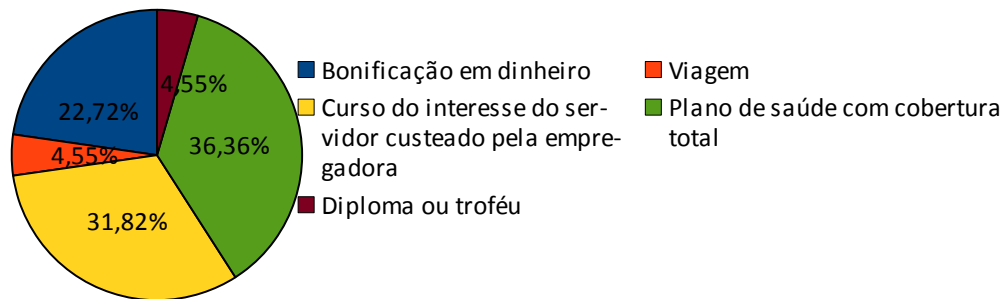 4,55%
22,72%
36,36%
4,55%
31,82%
Bonificação em dinheiro
Viagem
Curso do interesse do ser-
vidor custeado pela empre-
gadora
Plano de saúde com cobertura
total
Diploma ou troféu